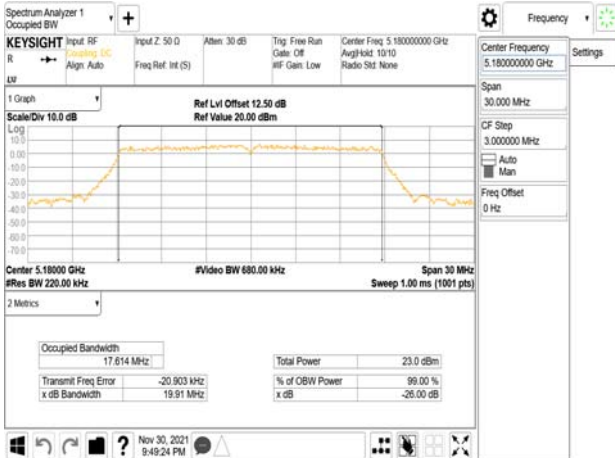 Spectrum Analyzer 1
Occupied BW
+
Frequency
KEYSIGHT
R
LXI
Input: RF
Coupling: DC
Align: Auto
Input Z: 50 Ω
Freq Ref: Int (S)
Atten: 30 dB
Trig: Free Run
Gate: Off
#IF Gain: Low
Center Freq: 5.180000000 GHz
Avg|Hold: 10/10
Radio Std: None
Center Frequency
5.180000000 GHz
Settings
Span
30.000 MHz
CF Step
3.000000 MHz
Auto
Man
Freq Offset
0 Hz
1 Graph
Scale/Div 10.0 dB
Ref Lvl Offset 12.50 dB
Ref Value 20.00 dBm
Log
10.0
0.00
-10.0
-20.0
-30.0
-40.0
-50.0
-60.0
-70.0
Center 5.18000 GHz
#Res BW 220.00 kHz
#Video BW 680.00 kHz
Span 30 MHz
Sweep 1.00 ms (1001 pts)
2 Metrics
Occupied Bandwidth
17.614 MHz
Total Power 23.0 dBm
Transmit Freq Error -20.903 kHz
% of OBW Power 99.00 %
x dB Bandwidth 19.91 MHz
x dB -26.00 dB
?
Nov 30, 2021
9:49:24 PM